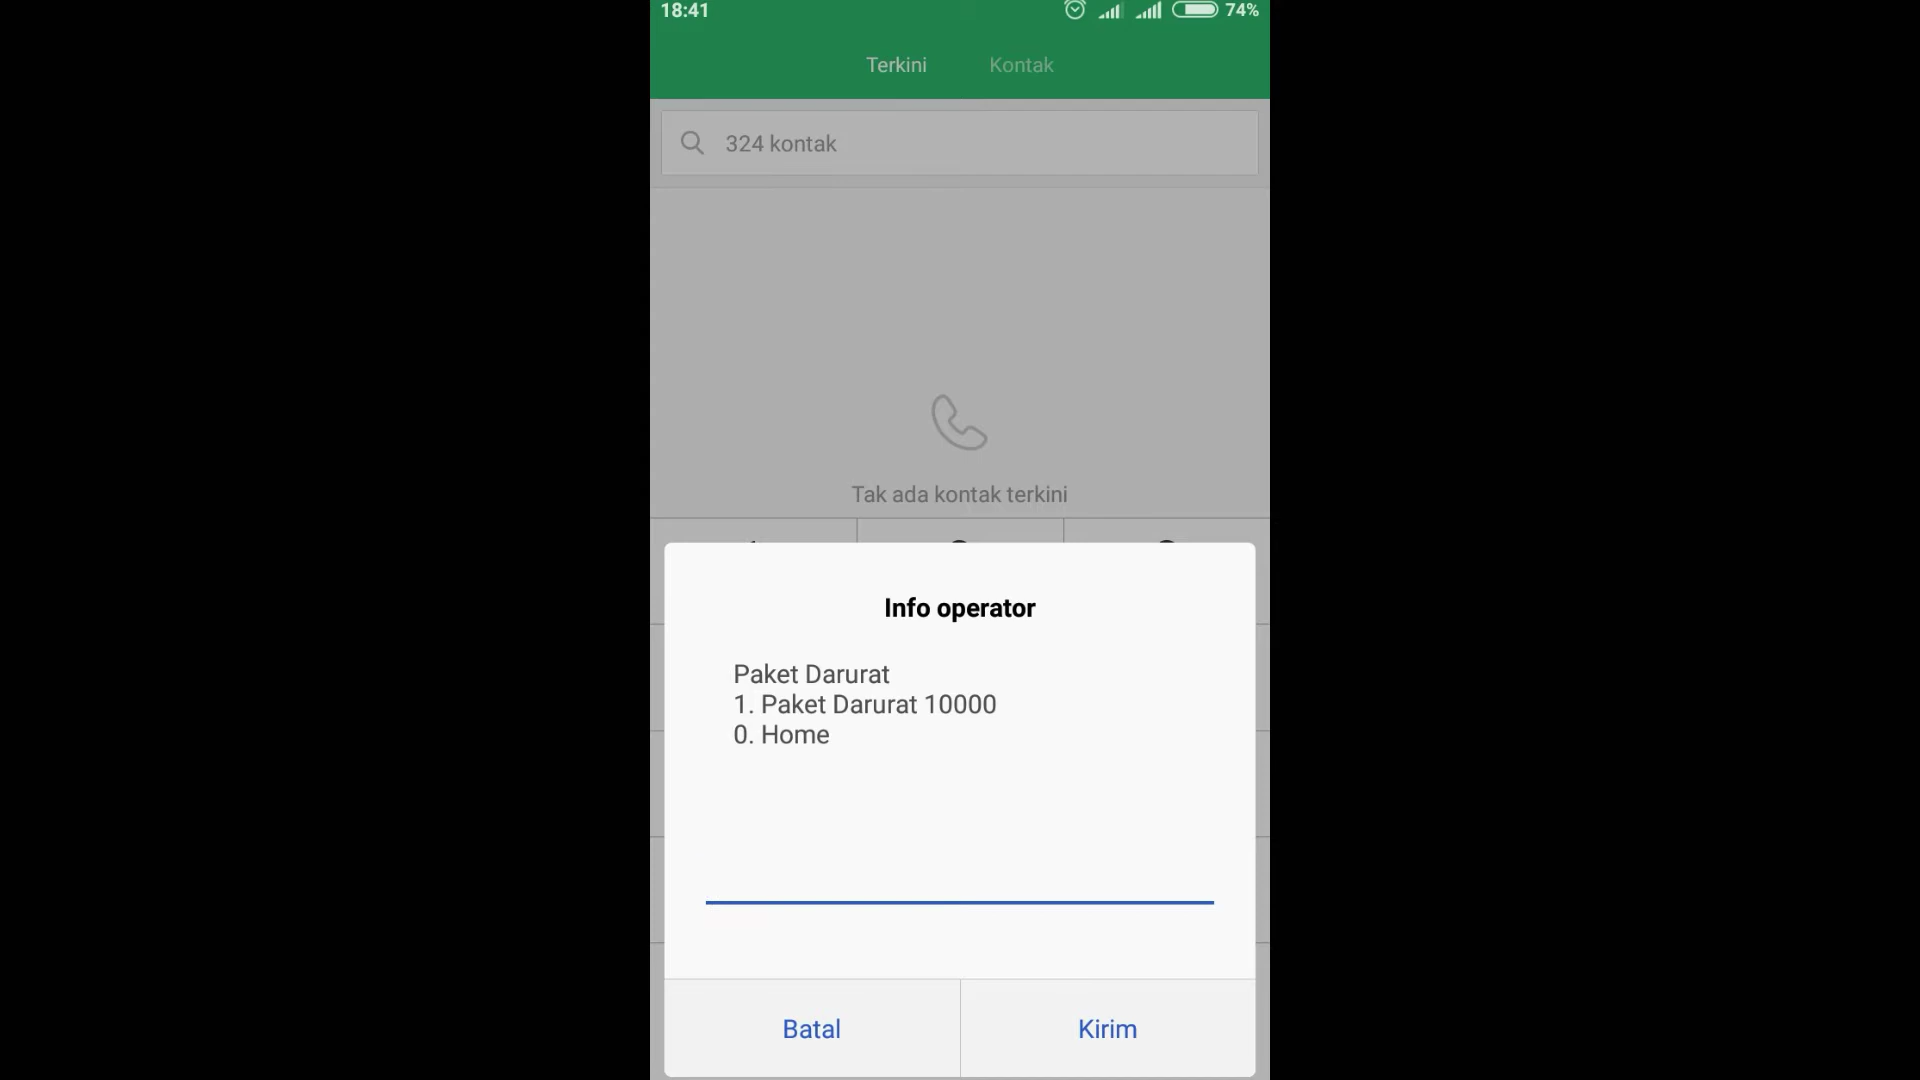 18:41
74%
Terkini Kontak
324 kontak
Tak ada kontak terkini
Info operator
Paket Darurat
1. Paket Darurat 10000
0. Home
Batal Kirim